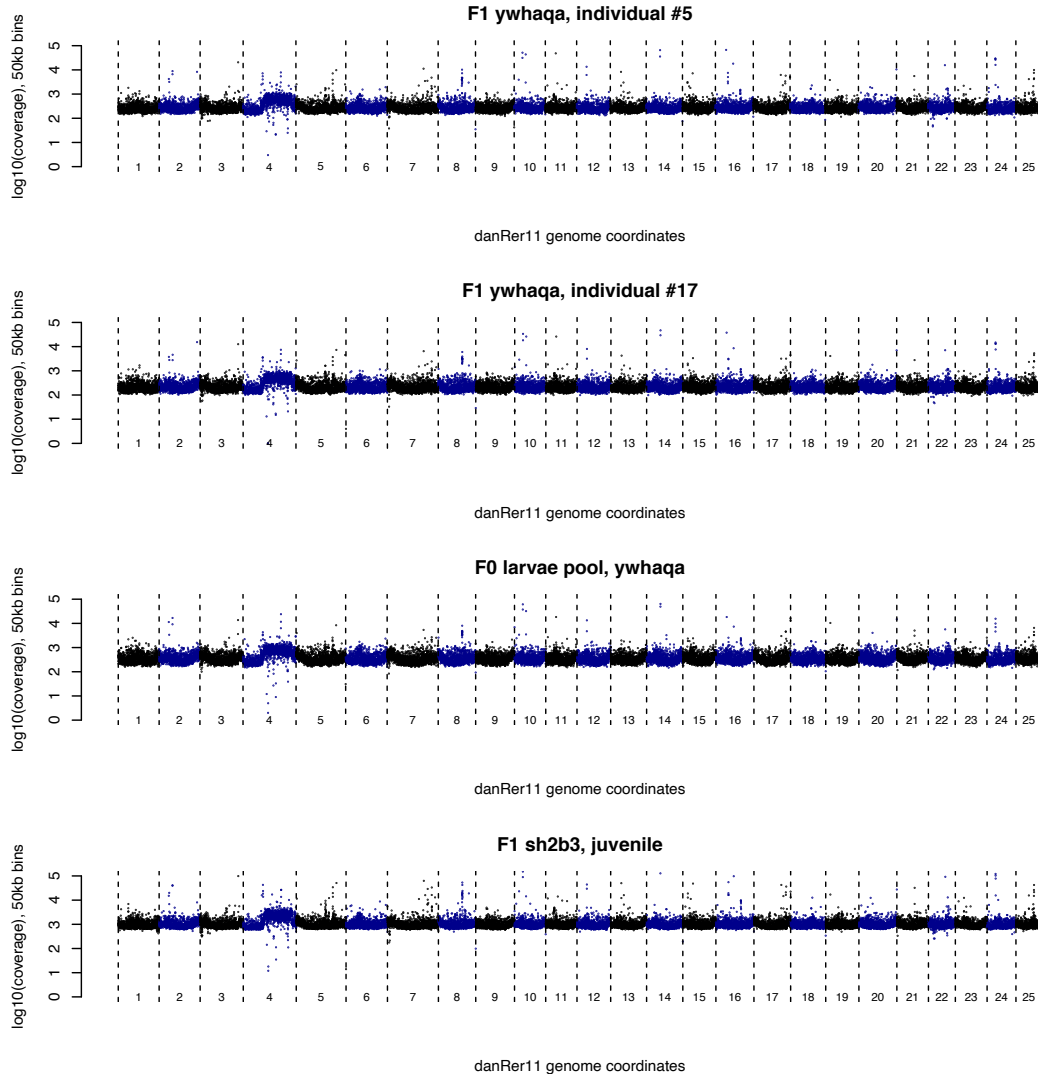 F1 ywhaqa, individual #5
log10(coverage), 50kb bins
5
4
3
2
1
0
1 2 3 4 5 6 7 8 9 10 11 12 13 14 15 16 17 18 19 20 21 22 23 24 25
danRer11 genome coordinates
F1 ywhaqa, individual #17
log10(coverage), 50kb bins
5
4
3
2
1
0
1 2 3 4 5 6 7 8 9 10 11 12 13 14 15 16 17 18 19 20 21 22 23 24 25
danRer11 genome coordinates
F0 larvae pool, ywhaqa
log10(coverage), 50kb bins
5
4
3
2
1
0
1 2 3 4 5 6 7 8 9 10 11 12 13 14 15 16 17 18 19 20 21 22 23 24 25
danRer11 genome coordinates
F1 sh2b3, juvenile
log10(coverage), 50kb bins
5
4
3
2
1
0
1 2 3 4 5 6 7 8 9 10 11 12 13 14 15 16 17 18 19 20 21 22 23 24 25
danRer11 genome coordinates